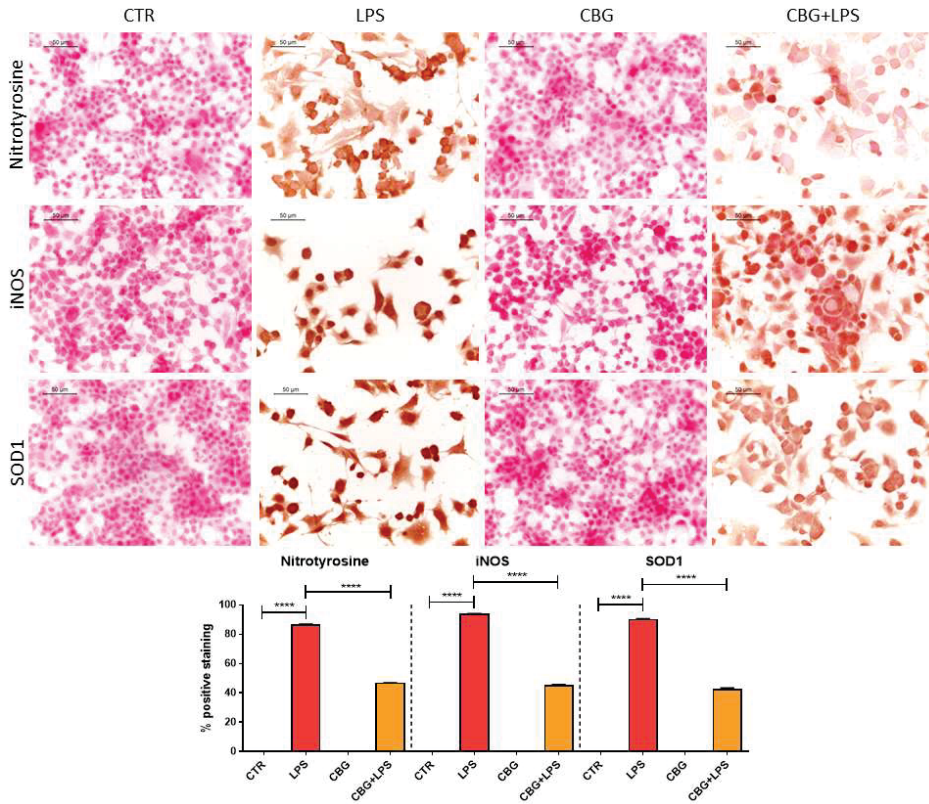 CTR LPS CBG CBG+LPS
Nitrotyrosine
50 µm 50 µm 50 µm 50 µm
iNOS
50 µm 50 µm 50 µm 50 µm
SOD1
50 µm 50 µm 50 µm 50 µm
Nitrotyrosine iNOS SOD1
**** **** ****
**** **** ****
% positive staining
100
80
60
40
20
0
CTR LPS CBG CBG+LPS CTR LPS CBG CBG+LPS CTR LPS CBG CBG+LPS